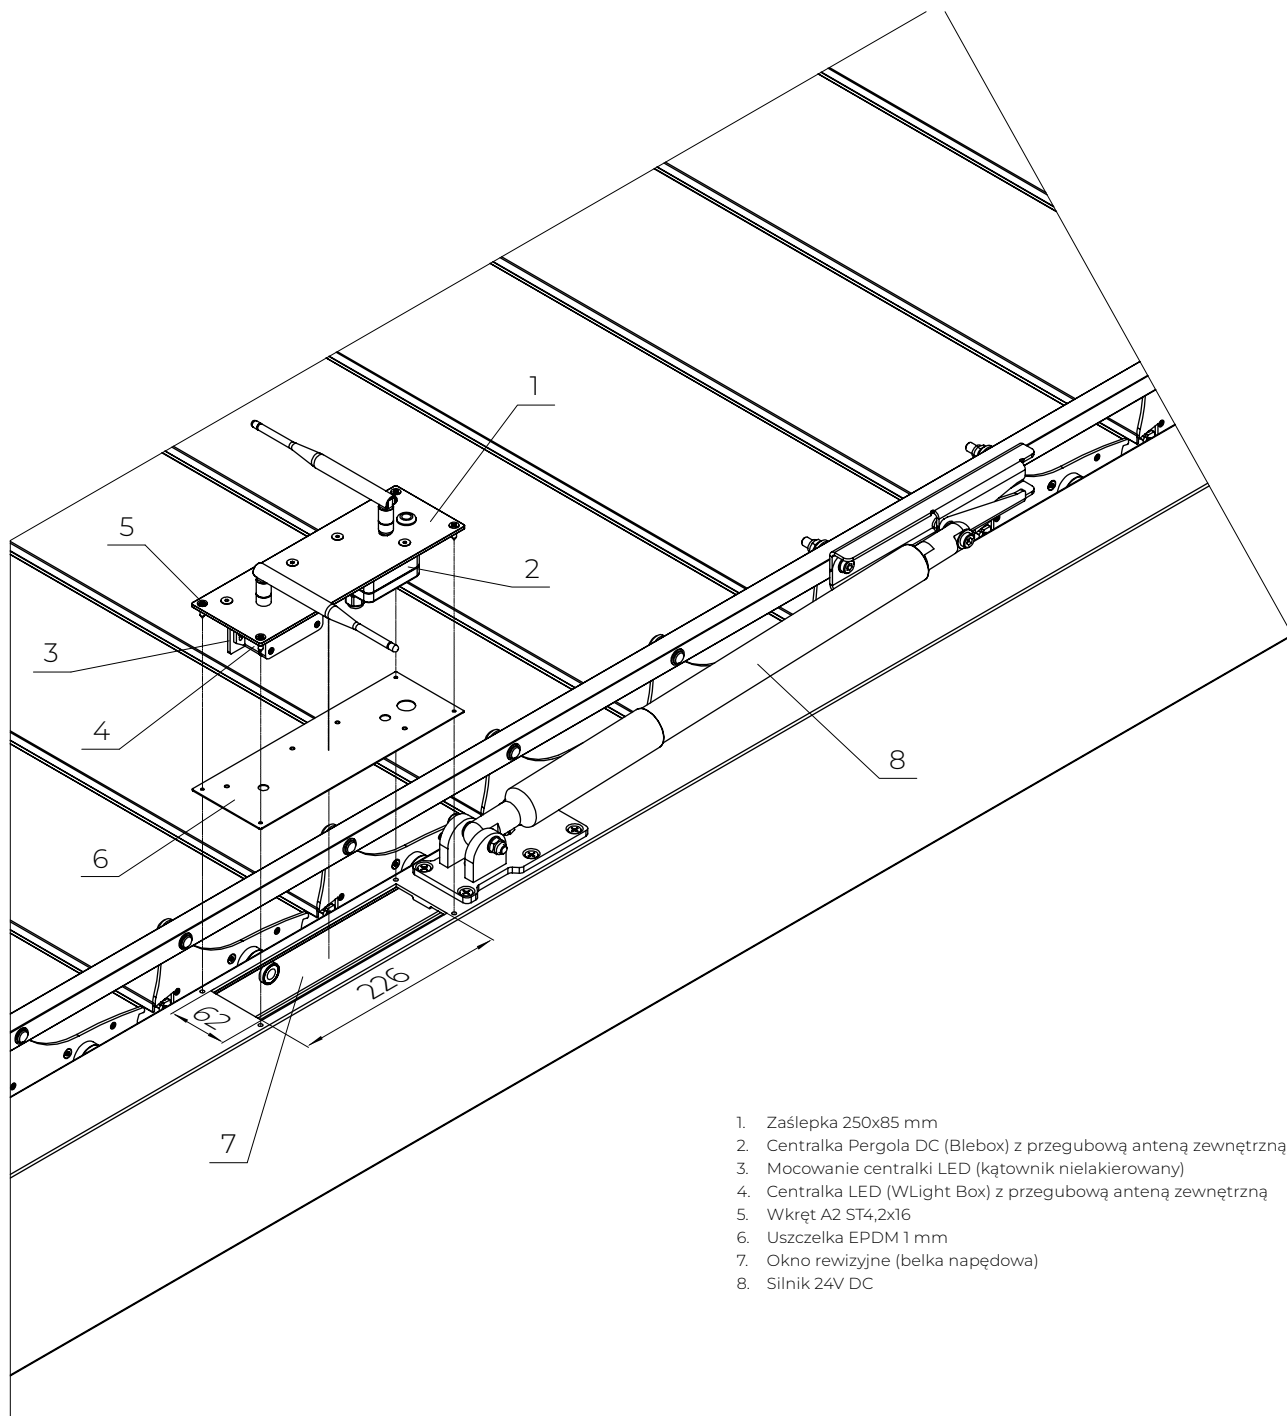 1
5
2
3
4
8
6
226
62
7
1. Zaślepka 250x85 mm
2. Centralka Pergola DC (Blebox) z przegubową anteną zewnętrzną
3. Mocowanie centralki LED (kątownik nielakierowany)
4. Centralka LED (WLight Box) z przegubową anteną zewnętrzną
5. Wkręt A2 ST4,2x16
6. Uszczelka EPDM 1 mm
7. Okno rewizyjne (belka napędowa)
8. Silnik 24V DC